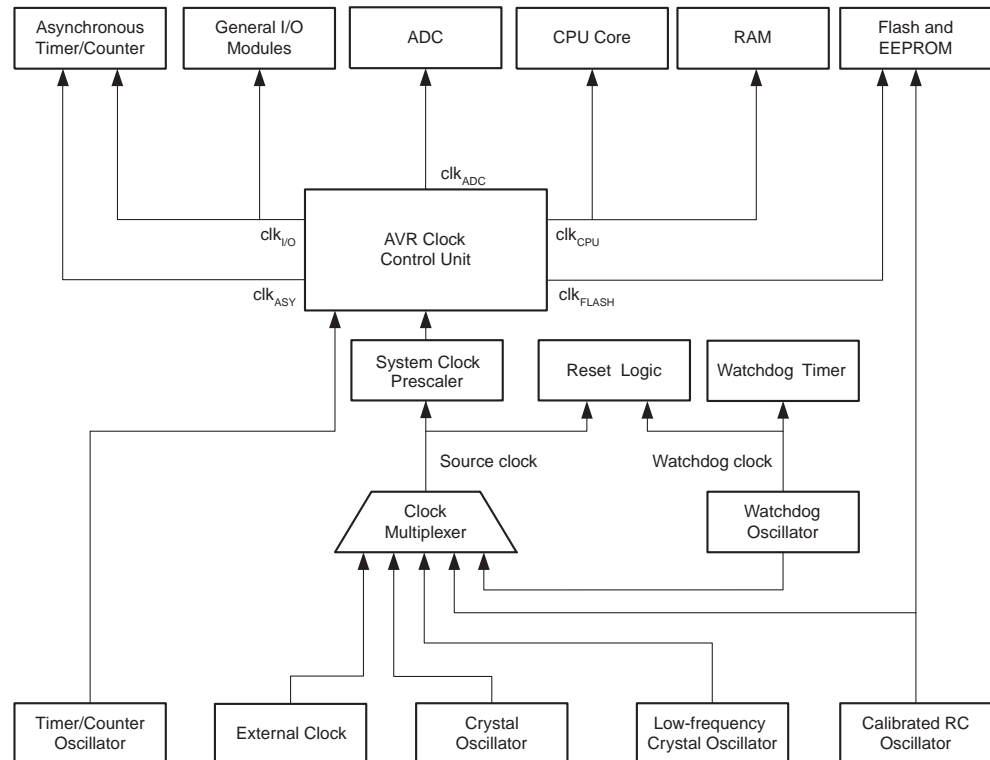 Asynchronous
Timer/Counter
General I/O
Modules
ADC
CPU Core
RAM
Flash and
EEPROM
clkADC
clkI/O
AVR Clock
Control Unit
clkCPU
clkASY
clkFLASH
System Clock
Prescaler
Reset Logic
Watchdog Timer
Source clock
Watchdog clock
Clock
Multiplexer
Watchdog
Oscillator
Timer/Counter
Oscillator
External Clock
Crystal
Oscillator
Low-frequency
Crystal Oscillator
Calibrated RC
Oscillator